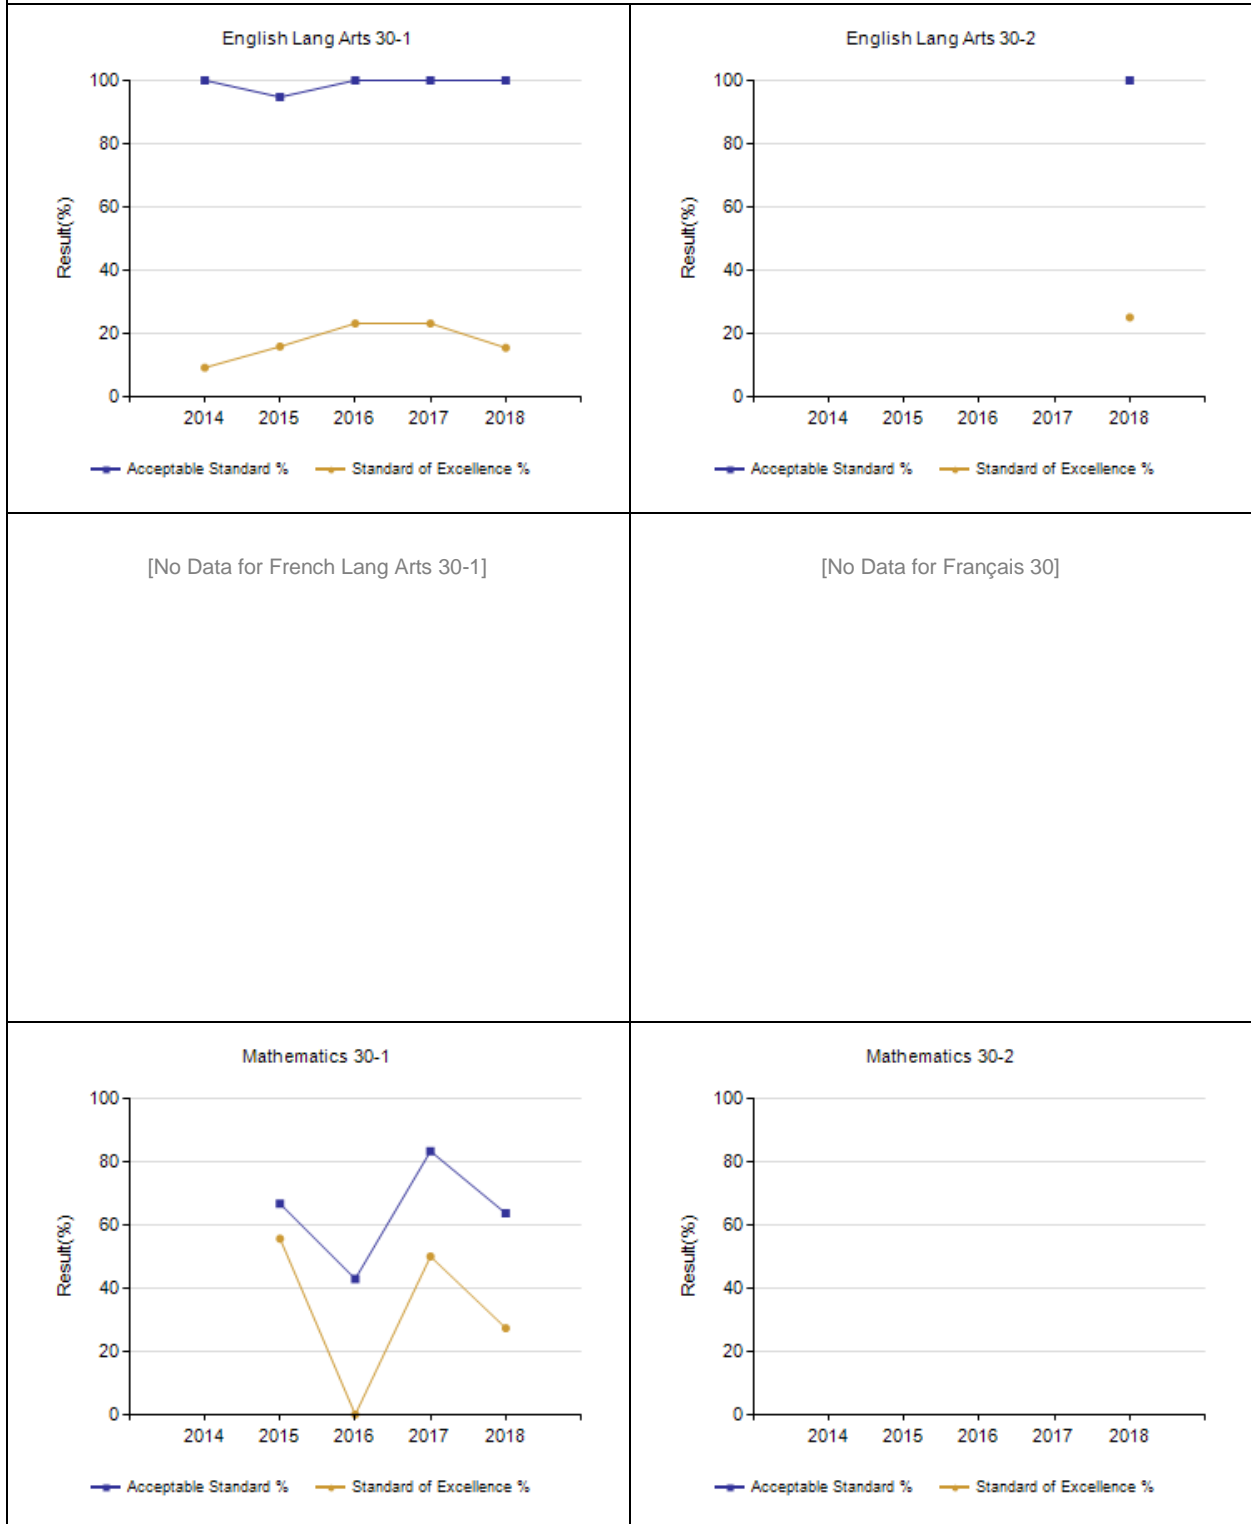 English Lang Arts 30-1
100
80
60
40
20
0
Result(%)
2014 2015 2016 2017 2018
Acceptable Standard % Standard of Excellence %
English Lang Arts 30-2
100
80
60
40
20
0
Result(%)
2014 2015 2016 2017 2018
Acceptable Standard % Standard of Excellence %
[No Data for French Lang Arts 30-1]
[No Data for Français 30]
Mathematics 30-1
100
80
60
40
20
0
Result(%)
2014 2015 2016 2017 2018
Acceptable Standard % Standard of Excellence %
Mathematics 30-2
100
80
60
40
20
0
Result(%)
2014 2015 2016 2017 2018
Acceptable Standard % Standard of Excellence %